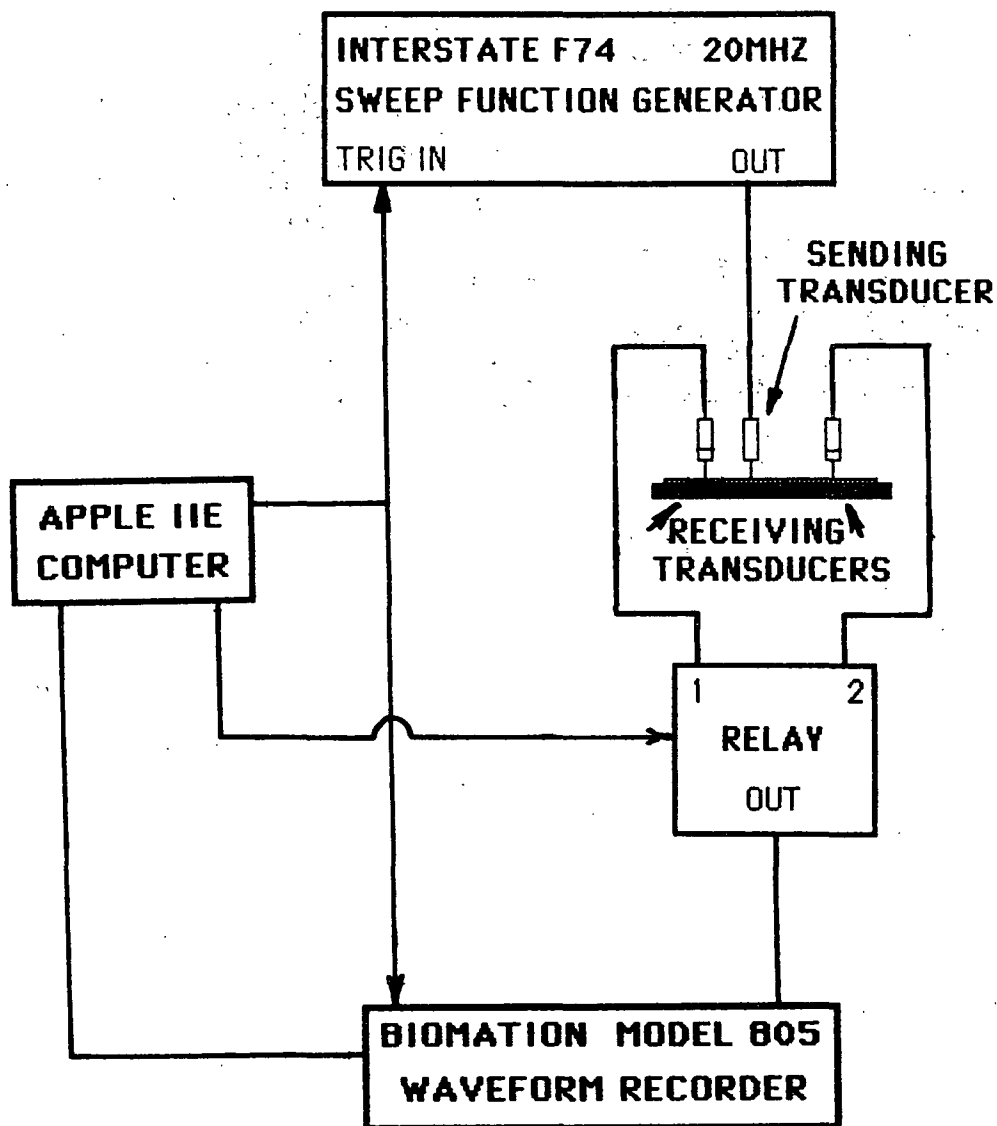 INTERSTATE F74 20MHZ
SWEEP FUNCTION GENERATOR
TRIG IN OUT
SENDING
TRANSDUCER
APPLE IIE
COMPUTER
RECEIVING
TRANSDUCERS
1 2
RELAY
OUT
BIOMATION MODEL 805
WAVEFORM RECORDER